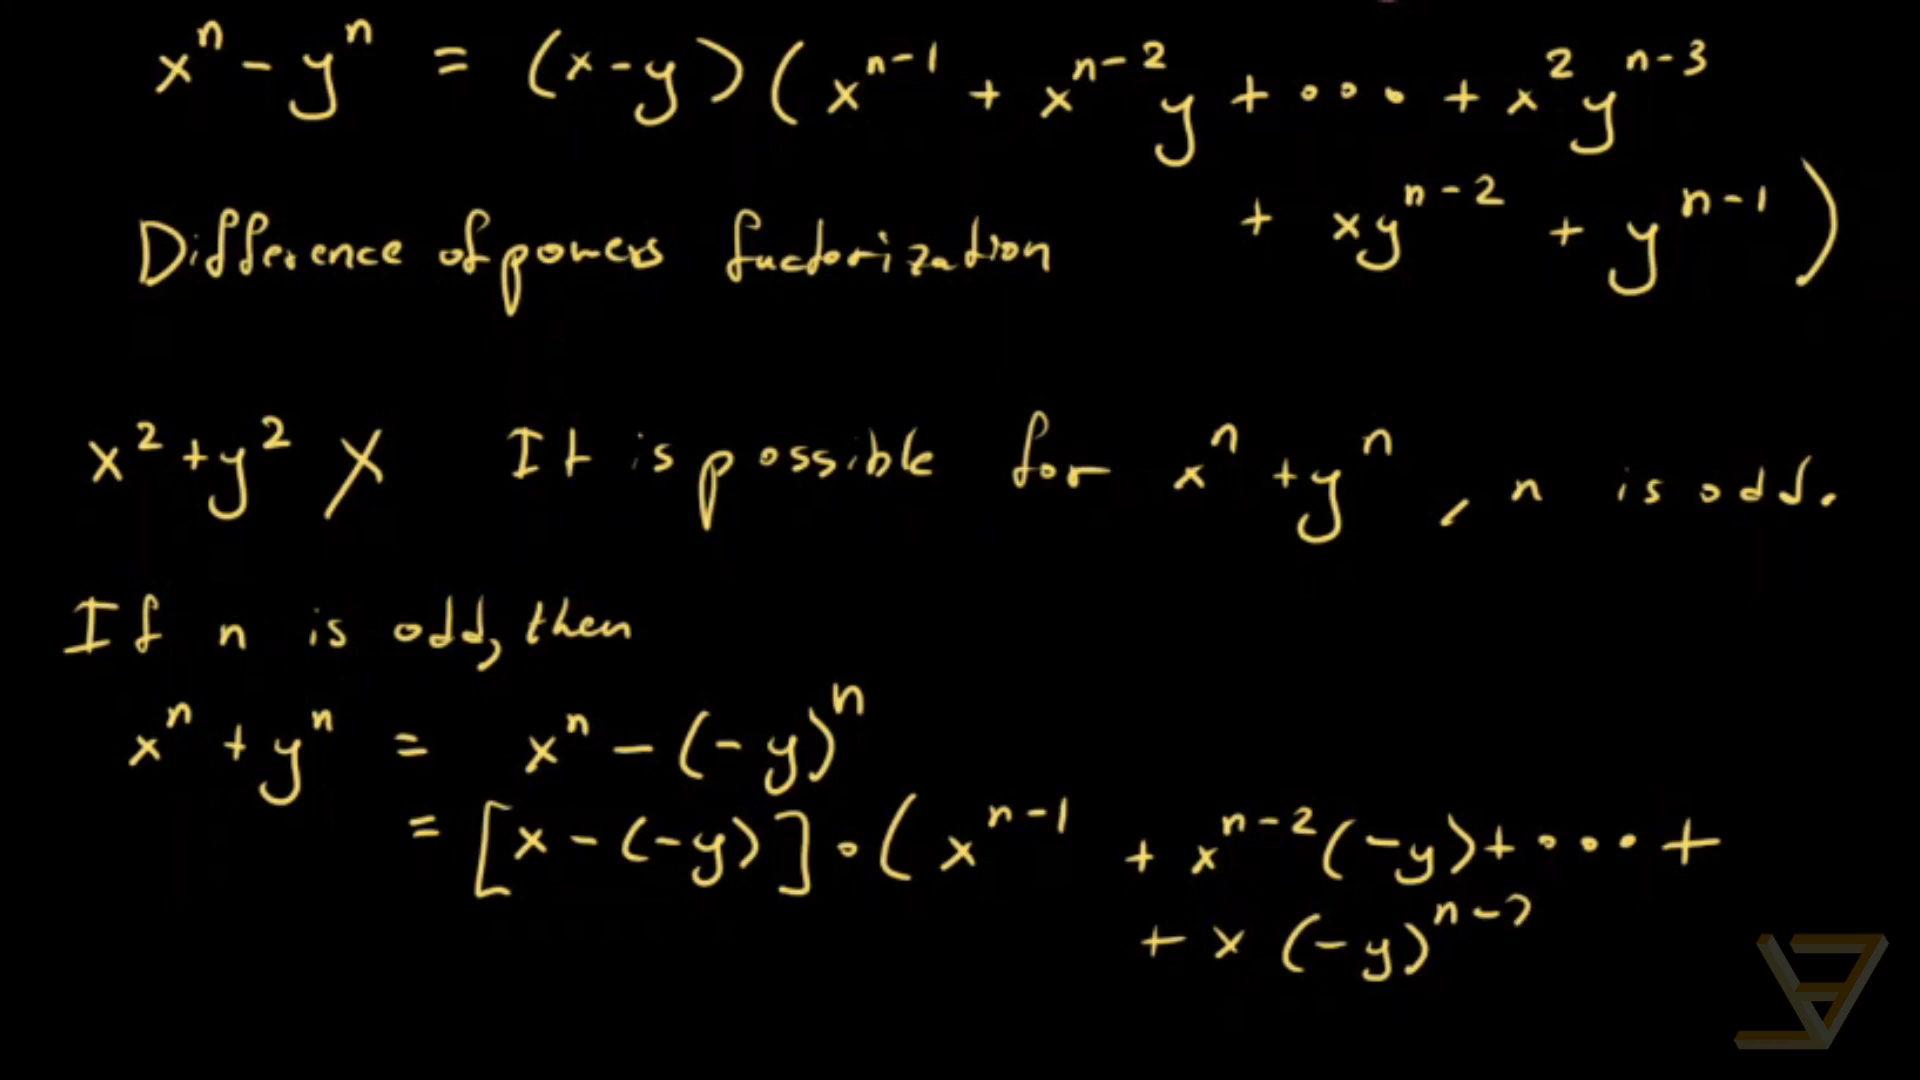 xⁿ - yⁿ = (x-y)(xⁿ⁻¹ + xⁿ⁻²y + ∘∘∘ + x²yⁿ⁻³
+ xyⁿ⁻² + yⁿ⁻¹)
Difference of powers factorization
x²+y² X It is possible for xⁿ+yⁿ, n is odd.
If n is odd, then
xⁿ + yⁿ = xⁿ - (-y)ⁿ
= [x-(-y)]∘(xⁿ⁻¹ + xⁿ⁻²(-y)+∘∘∘+
+ x(-y)ⁿ⁻²